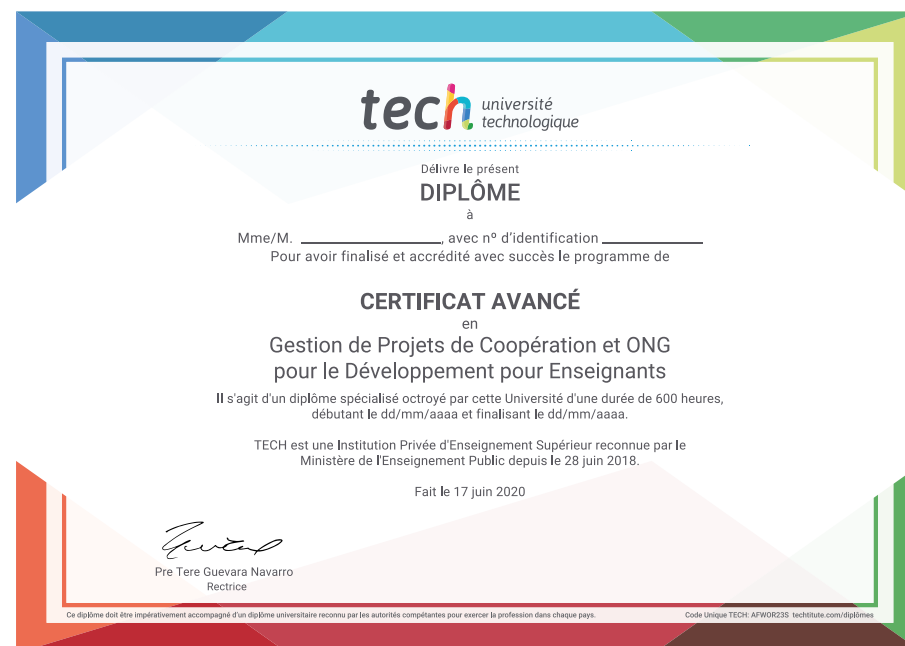 tech université
technologique
Délivre le présent
DIPLÔME
à
Mme/M. ____________________, avec nº d'identification ______________
Pour avoir finalisé et accrédité avec succès le programme de
CERTIFICAT AVANCÉ
en
Gestion de Projets de Coopération et ONG
pour le Développement pour Enseignants
Il s'agit d'un diplôme spécialisé octroyé par cette Université d'une durée de 600 heures,
débutant le dd/mm/aaaa et finalisant le dd/mm/aaaa.
TECH est une Institution Privée d'Enseignement Supérieur reconnue par le
Ministère de l'Enseignement Public depuis le 28 juin 2018.
Fait le 17 juin 2020
Pre Tere Guevara Navarro
Rectrice
Ce diplôme doit être impérativement accompagné d'un diplôme universitaire reconnu par les autorités compétentes pour exercer la profession dans chaque pays.
Code Unique TECH: AFWOR23S techtitute.com/diplômes